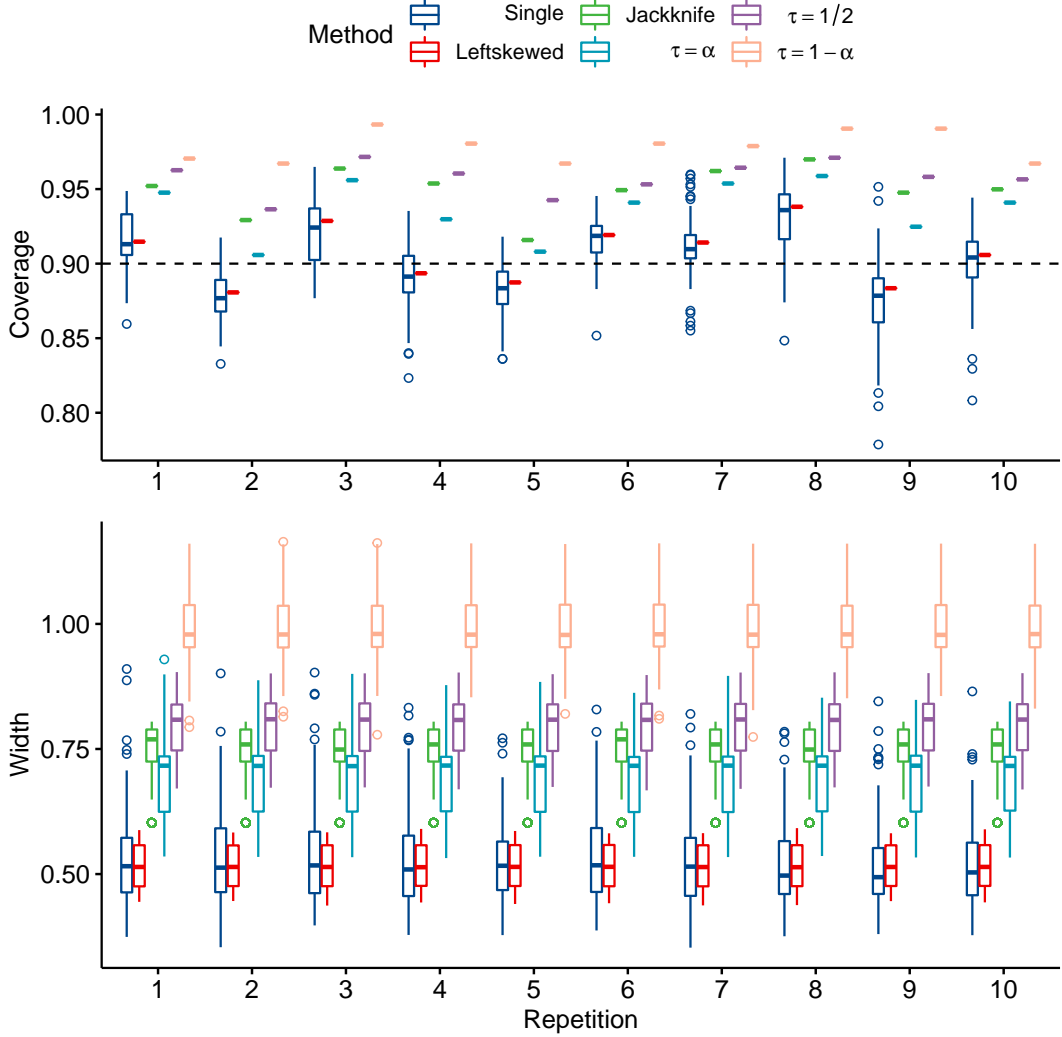 Method Single Jackknife τ = 1/2
Leftskewed τ = α τ = 1 − α
1.00
0.95
0.90
0.85
0.80
Coverage
1 2 3 4 5 6 7 8 9 10
1.00
0.75
0.50
Width
1 2 3 4 5 6 7 8 9 10
Repetition